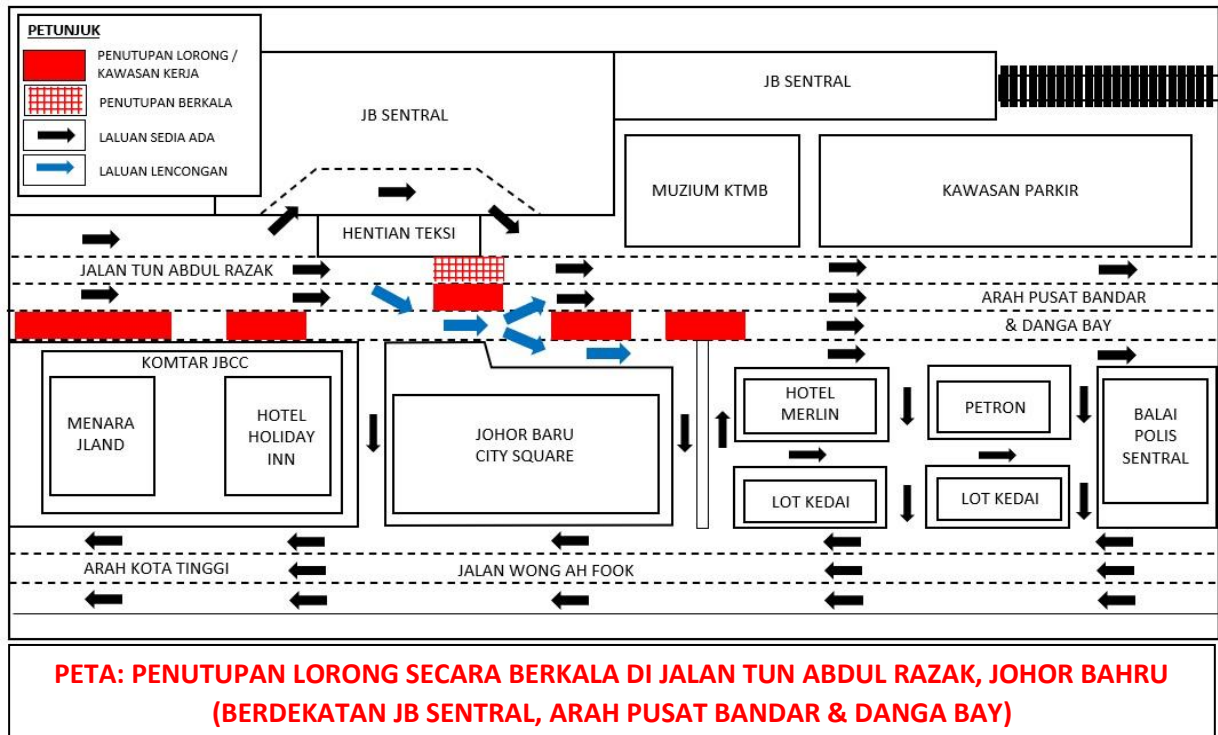 PETUNJUK
PENUTUPAN LORONG /
KAWASAN KERJA
PENUTUPAN BERKALA
LALUAN SEDIA ADA
LALUAN LENCONGAN
JB SENTRAL
JB SENTRAL
MUZIUM KTMB
KAWASAN PARKIR
HENTIAN TEKSI
JALAN TUN ABDUL RAZAK
ARAH PUSAT BANDAR
& DANGA BAY
KOMTAR JBCC
MENARA
JLAND
HOTEL
HOLIDAY
INN
JOHOR BARU
CITY SQUARE
HOTEL
MERLIN
PETRON
BALAI
POLIS
SENTRAL
LOT KEDAI
LOT KEDAI
ARAH KOTA TINGGI
JALAN WONG AH FOOK
PETA: PENUTUPAN LORONG SECARA BERKALA DI JALAN TUN ABDUL RAZAK, JOHOR BAHRU
(BERDEKATAN JB SENTRAL, ARAH PUSAT BANDAR & DANGA BAY)